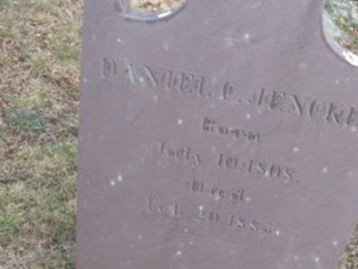 DANIEL C. JENCKE
Born
July 10, 1808.
Died
Feb. 20, 1885.